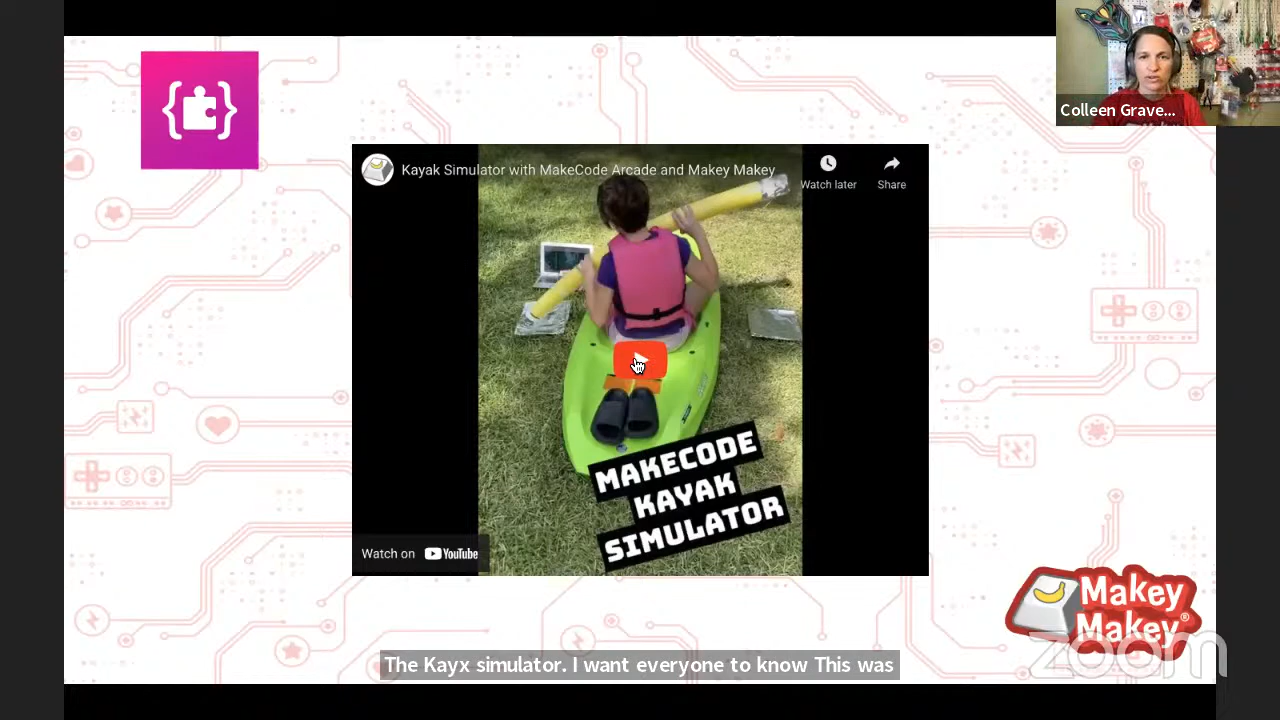 Colleen Grave...
Kayak Simulator with MakeCode Arcade and Makey Makey
Watch later
Share
MAKECODE
KAYAK
SIMULATOR
Watch on YouTube
Makey
Makey®
zoom
The Kayx simulator. I want everyone to know This was